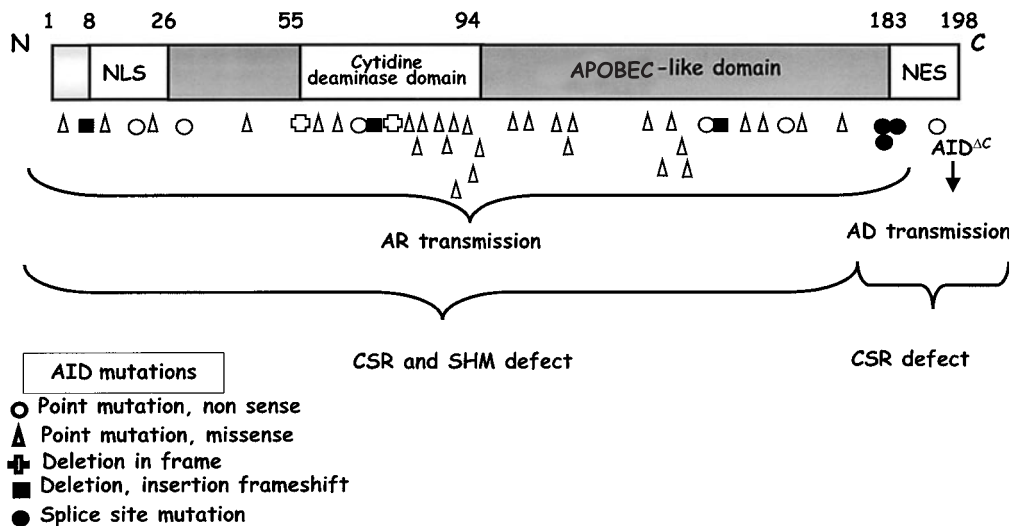 1 8 26 55 94 183 198
N C
NLS
Cytidine
deaminase domain
APOBEC-like domain
NES
AID^ΔC
AR transmission
AD transmission
CSR and SHM defect
CSR defect
AID mutations
Point mutation, non sense
Point mutation, missense
Deletion in frame
Deletion, insertion frameshift
Splice site mutation